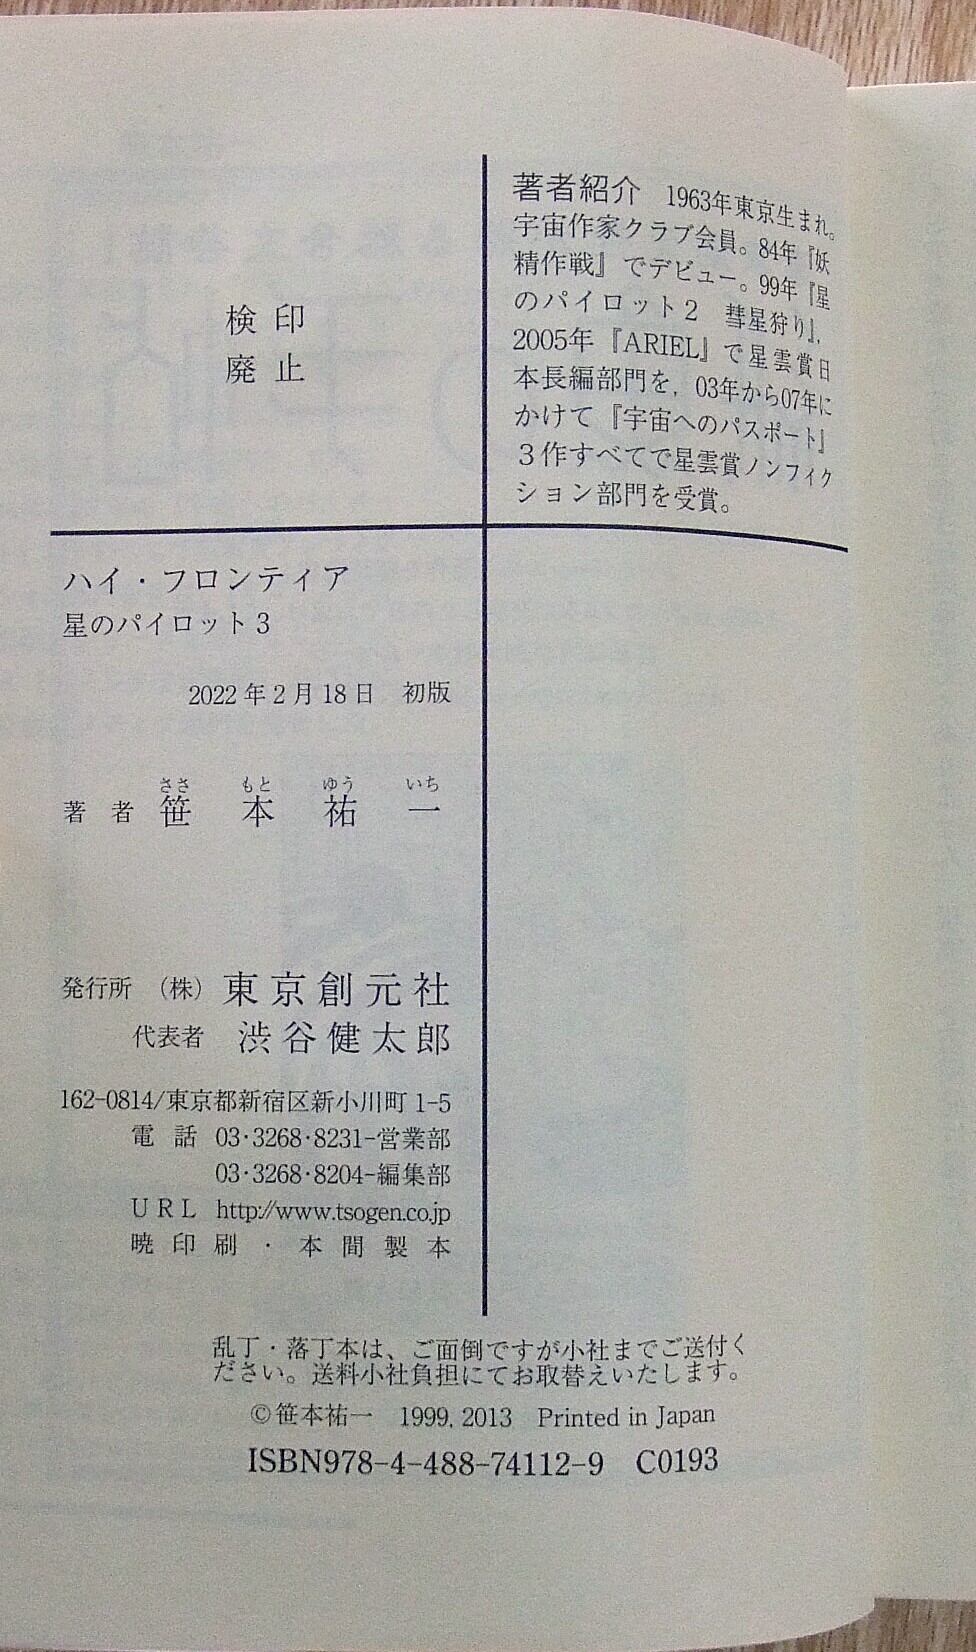 著者紹介　1963年東京生まれ。
宇宙作家クラブ会員。84年『妖
精作戦』でデビュー。99年『星
のパイロット2　彗星狩り』,
2005年『ARIEL』で星雲賞日
本長編部門を, 03年から07年に
かけて『宇宙へのパスポート』
3作すべてで星雲賞ノンフィク
ション部門を受賞。
検印
廃止
ハイ・フロンティア
星のパイロット3
2022年2月18日　初版
ささ もと ゆう いち
著者 笹本祐一
発行所 (株) 東京創元社
代表者 渋谷健太郎
162-0814/東京都新宿区新小川町1-5
電話 03・3268・8231-営業部
03・3268・8204-編集部
URL http://www.tsogen.co.jp
暁印刷・本間製本
乱丁・落丁本は、ご面倒ですが小社までご送付く
ださい。送料小社負担にてお取替えいたします。
©笹本祐一　1999, 2013　Printed in Japan
ISBN978-4-488-74112-9　C0193